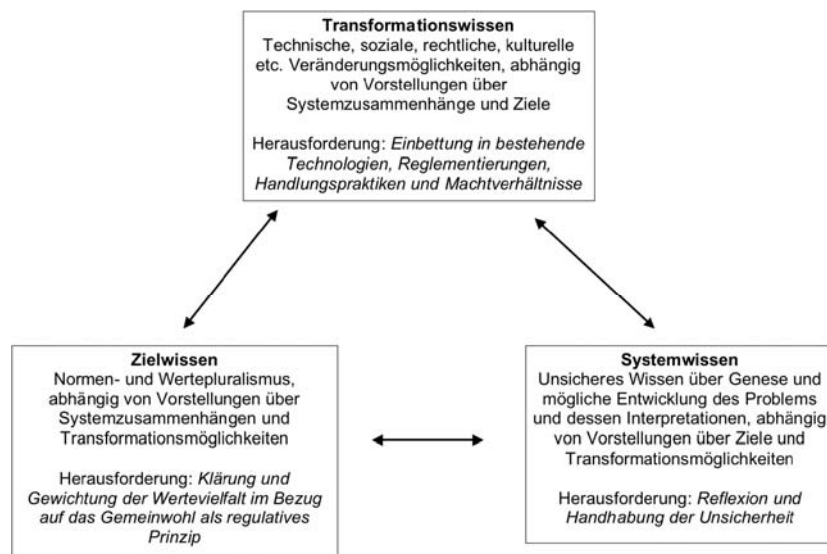 Transformationswissen
Technische, soziale, rechtliche, kulturelle
etc. Veränderungsmöglichkeiten, abhängig
von Vorstellungen über
Systemzusammenhänge und Ziele
Herausforderung: Einbettung in bestehende
Technologien, Reglementierungen,
Handlungspraktiken und Machtverhältnisse
Zielwissen
Normen- und Wertepluralismus,
abhängig von Vorstellungen über
Systemzusammenhängen und
Transformationsmöglichkeiten
Herausforderung: Klärung und
Gewichtung der Wertevielfalt im Bezug
auf das Gemeinwohl als regulatives
Prinzip
Systemwissen
Unsicheres Wissen über Genese und
mögliche Entwicklung des Problems
und dessen Interpretationen, abhängig
von Vorstellungen über Ziele und
Transformationsmöglichkeiten
Herausforderung: Reflexion und
Handhabung der Unsicherheit